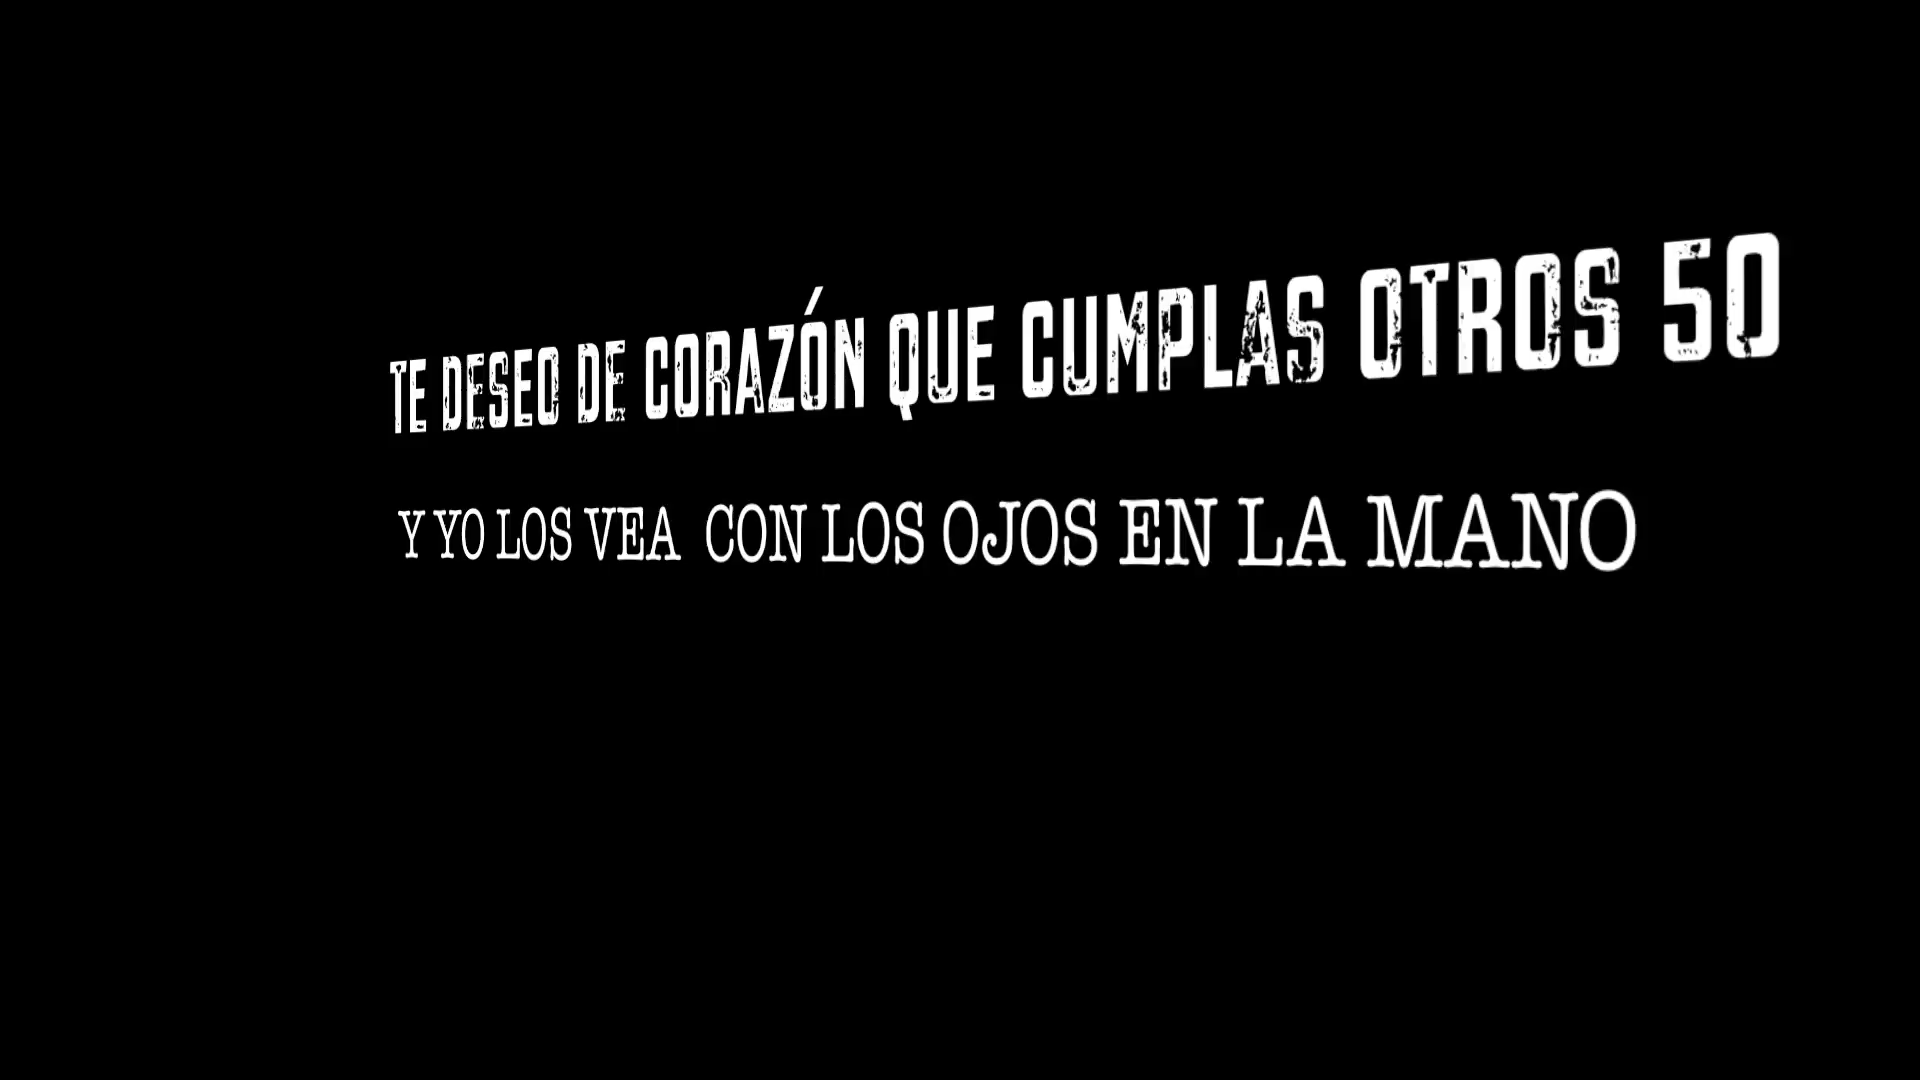 TE DESEO DE CORAZÓN QUE CUMPLAS OTROS 50
Y YO LOS VEA CON LOS OJOS EN LA MANO